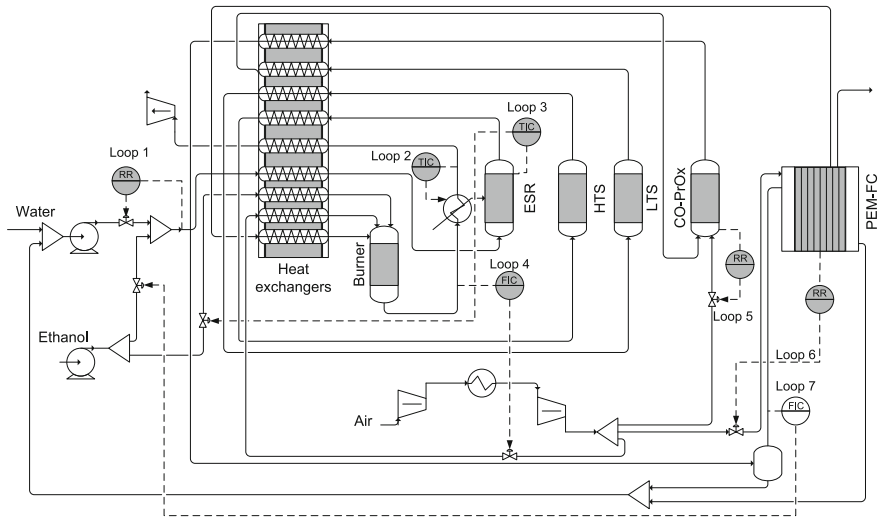 Loop 1
RR
Water
Ethanol
Heat
exchangers
Burner
Loop 2
TIC
Loop 3
TIC
ESR
HTS
LTS
CO-PrOx
PEM-FC
Loop 4
FIC
RR
Loop 5
RR
Loop 6
Loop 7
FIC
Air